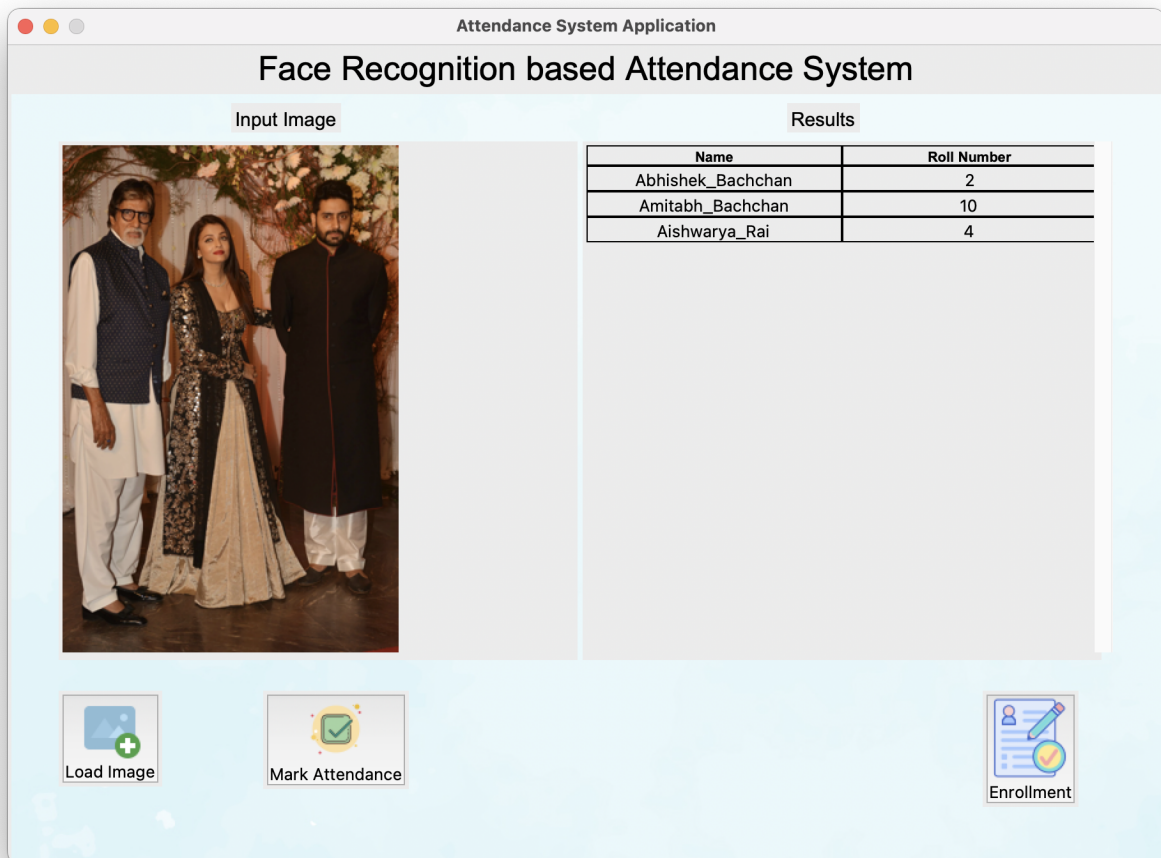 Attendance System Application
Face Recognition based Attendance System
Input Image
Results
Name Roll Number
Abhishek_Bachchan 2
Amitabh_Bachchan 10
Aishwarya_Rai 4
Load Image
Mark Attendance
Enrollment